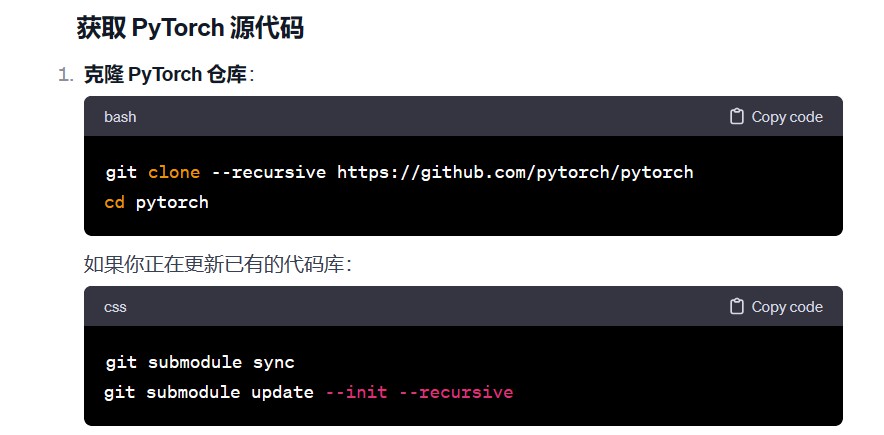 获取 PyTorch 源代码
1. 克隆 PyTorch 仓库：
bash Copy code
git clone --recursive https://github.com/pytorch/pytorch
cd pytorch
如果你正在更新已有的代码库：
css Copy code
git submodule sync
git submodule update --init --recursive